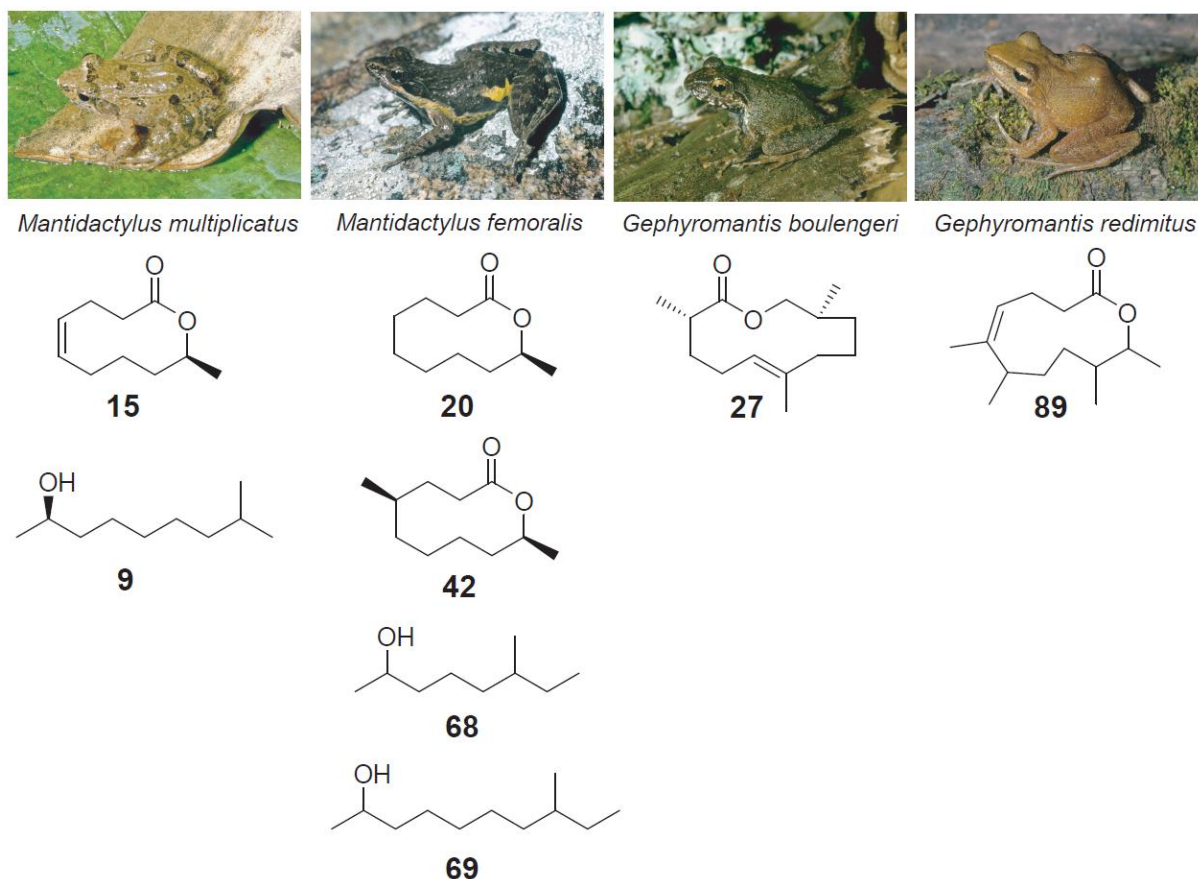 Mantidactylus multiplicatus Mantidactylus femoralis Gephyromantis boulengeri Gephyromantis redimitus
O O O O
O O O O
15 20 27 89
OH O
O
9 42
OH
68
OH
69